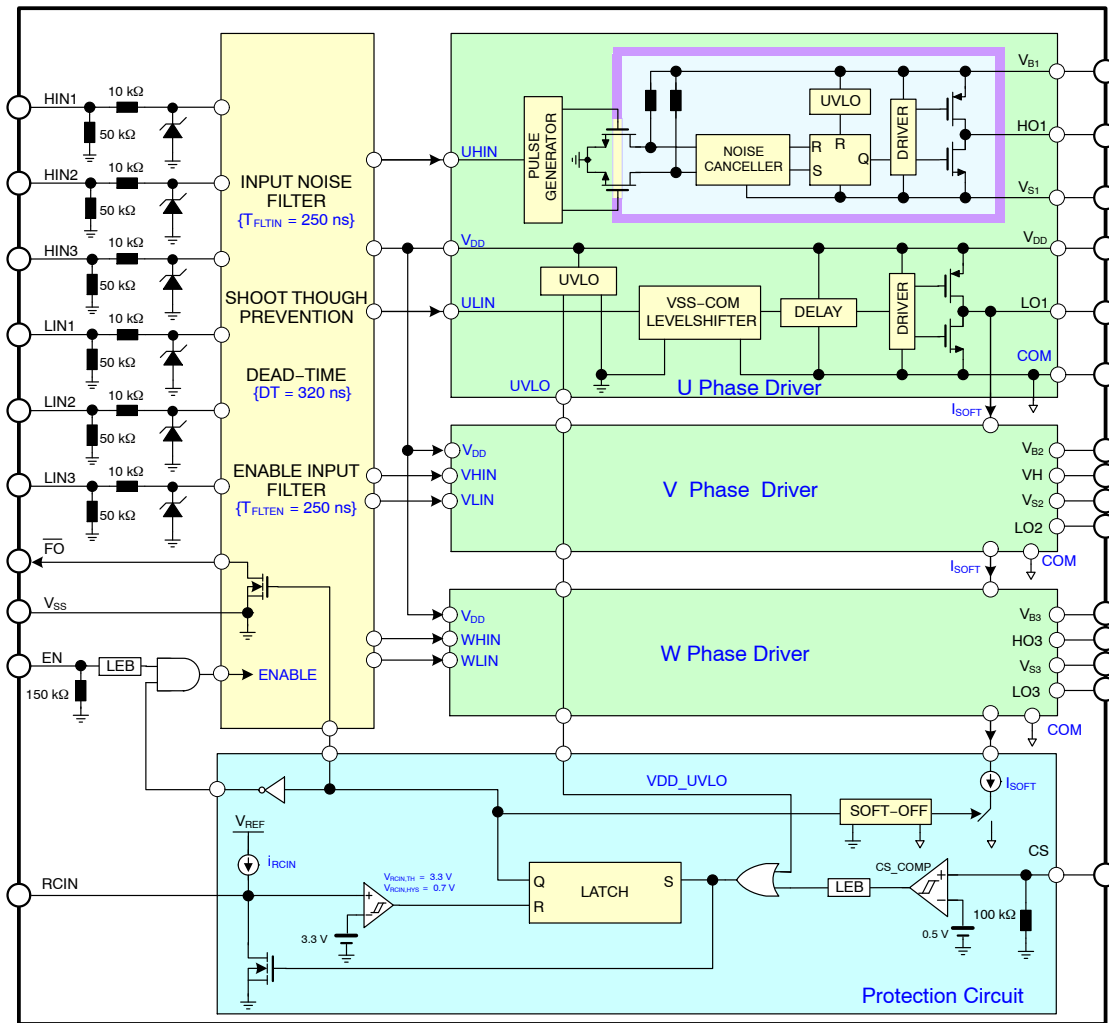 HIN1
10 kΩ
50 kΩ
HIN2
10 kΩ
50 kΩ
HIN3
10 kΩ
50 kΩ
LIN1
10 kΩ
50 kΩ
LIN2
10 kΩ
50 kΩ
LIN3
10 kΩ
50 kΩ
FO
VSS
EN
LEB
150 kΩ
ENABLE
INPUT NOISE
FILTER
{TFLTIN = 250 ns}
SHOOT THOUGH
PREVENTION
DEAD-TIME
{DT = 320 ns}
ENABLE INPUT
FILTER
{TFLTEN = 250 ns}
UHIN
VDD
ULIN
PULSE
GENERATOR
NOISE
CANCELLER
UVLO
R
R
S
Q
DRIVER
VB1
HO1
VS1
VDD
UVLO
VSS-COM
LEVELSHIFTER
DELAY
DRIVER
LO1
COM
UVLO
U Phase Driver
ISOFT
VDD
VHIN
VLIN
V Phase Driver
VB2
VH
VS2
LO2
COM
ISOFT
VDD
WHIN
WLIN
W Phase Driver
VB3
HO3
VS3
LO3
COM
VDD_UVLO
ISOFT
SOFT-OFF
VREF
iRCIN
RCIN
VRCIN,TH = 3.3 V
VRCIN,HYS = 0.7 V
+
−
3.3 V
Q
R
LATCH
S
LEB
CS_COMP
+
−
0.5 V
CS
100 kΩ
Protection Circuit